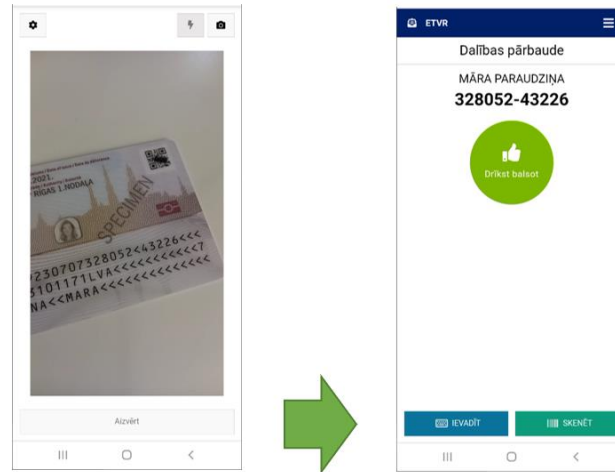 2021.
RĪGAS 1.NODAĻA
SPECIMEN
230707328052<43226<<<
3101171LVA<<<<<<<<<<<7
NA<<MARA<<<<<<<<<<<<<<
Aizvērt
ETVR
Dalības pārbaude
MĀRA PARAUDZIŅA
328052-43226
Drīkst balsot
IEVADĪT
SKENĒT